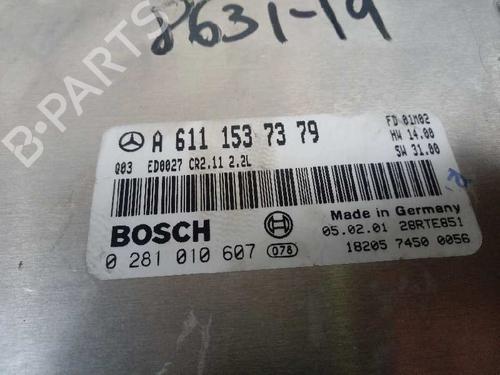 8631-19
B-PARTS
A 611 153 73 79
FD 01M02
HW 14.00
SW 31.00
Q03 ED0027 CR2.11 2.2L
BOSCH
Made in Germany
05.02.01 28RTE851
0 281 010 607 078
18205 7450 0056